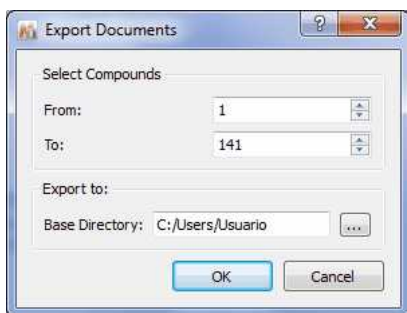 Export Documents
Select Compounds
From: 1
To: 141
Export to:
Base Directory: C:/Users/Usuario ...
OK Cancel